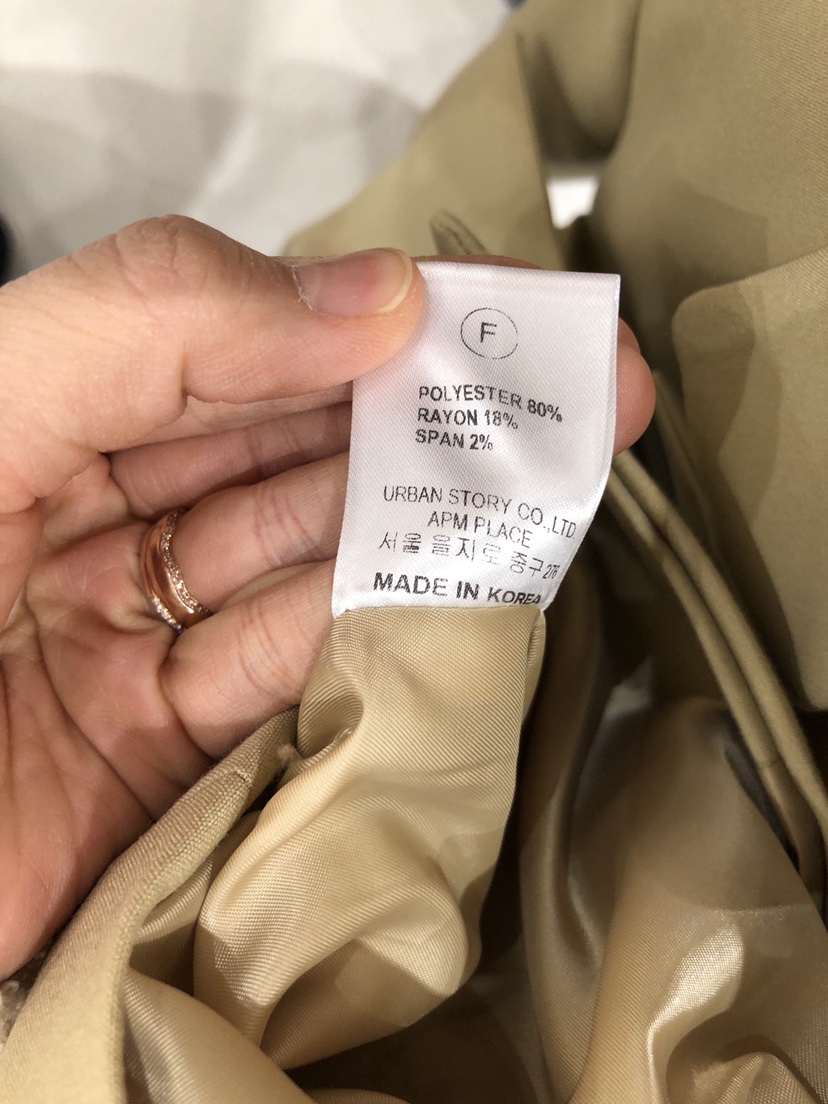 F
POLYESTER 80%
RAYON 18%
SPAN 2%
URBAN STORY CO.,LTD
APM PLACE
서울 을지로 중구 276
MADE IN KOREA